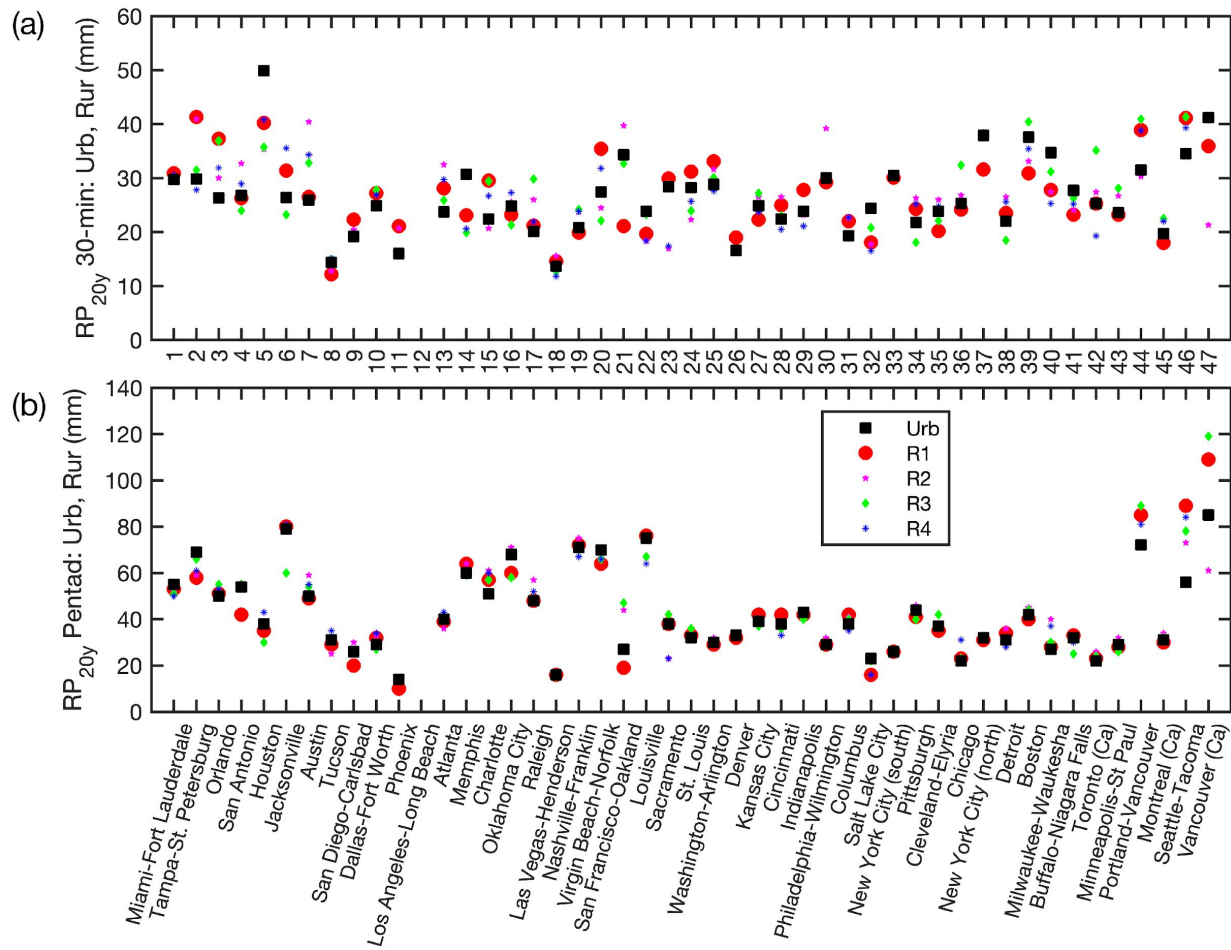 (a)
RP20y 30-min: Urb, Rur (mm)
60
50
40
30
20
10
0
1 2 3 4 5 6 7 8 9 10 11 12 13 14 15 16 17 18 19 20 21 22 23 24 25 26 27 28 29 30 31 32 33 34 35 36 37 38 39 40 41 42 43 44 45 46 47
(b)
RP20y Pentad: Urb, Rur (mm)
140
120
100
80
60
40
20
0
Urb
R1
R2
R3
R4
Miami-Fort Lauderdale
Tampa-St. Petersburg
Orlando
San Antonio
Houston
Jacksonville
Austin
Tucson
San Diego-Carlsbad
Dallas-Fort Worth
Phoenix
Los Angeles-Long Beach
Atlanta
Memphis
Charlotte
Oklahoma City
Raleigh
Las Vegas-Henderson
Nashville-Franklin
Virgin Beach-Norfolk
San Francisco-Oakland
Louisville
Sacramento
St. Louis
Washington-Arlington
Denver
Kansas City
Cincinnati
Indianapolis
Philadelphia-Wilmington
Columbus
Salt Lake City
New York City (south)
Pittsburgh
Cleveland-Elyria
Chicago
New York City (north)
Detroit
Boston
Milwaukee-Waukesha
Buffalo-Niagara Falls
Toronto (Ca)
Minneapolis-St Paul
Portland-Vancouver
Montreal (Ca)
Seattle-Tacoma
Vancouver (Ca)